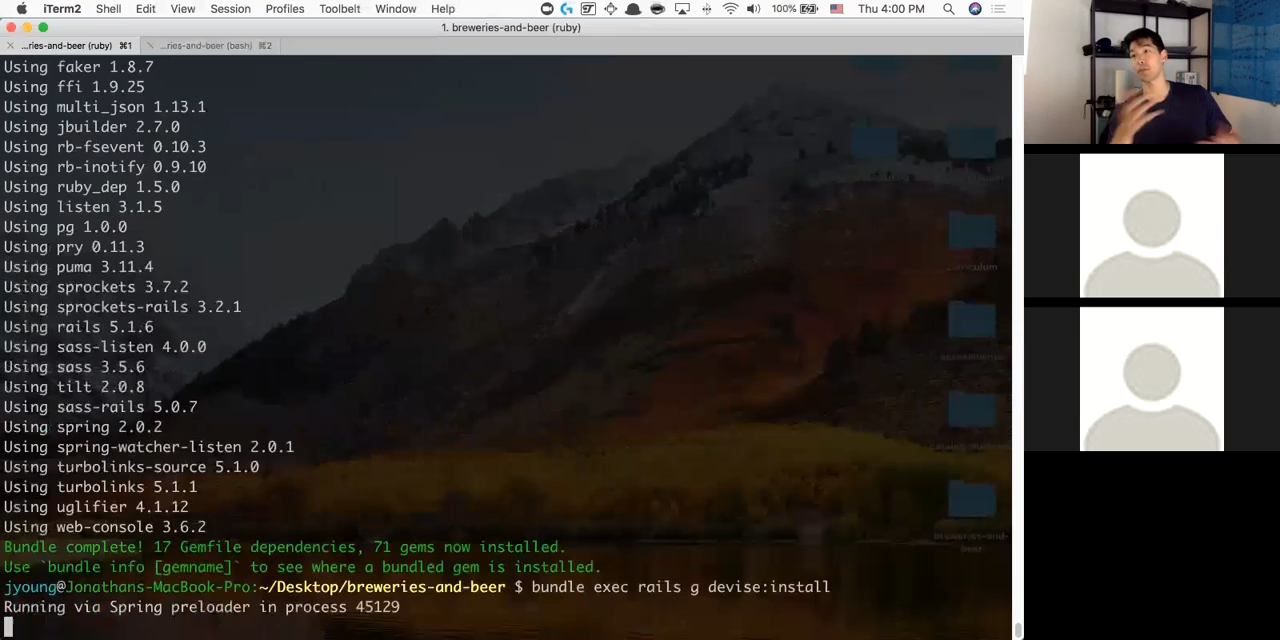 iTerm2 Shell Edit View Session Profiles Toolbelt Window Help 100% Thu 4:00 PM
1. breweries-and-beer (ruby)
...ries-and-beer (ruby) ⌘1 ...ries-and-beer (bash) ⌘2
Using faker 1.8.7
Using ffi 1.9.25
Using multi_json 1.13.1
Using jbuilder 2.7.0
Using rb-fsevent 0.10.3
Using rb-inotify 0.9.10
Using ruby_dep 1.5.0
Using listen 3.1.5
Using pg 1.0.0
Using pry 0.11.3
Using puma 3.11.4
Using sprockets 3.7.2
Using sprockets-rails 3.2.1
Using rails 5.1.6
Using sass-listen 4.0.0
Using sass 3.5.6
Using tilt 2.0.8
Using sass-rails 5.0.7
Using spring 2.0.2
Using spring-watcher-listen 2.0.1
Using turbolinks-source 5.1.0
Using turbolinks 5.1.1
Using uglifier 4.1.12
Using web-console 3.6.2
Bundle complete! 17 Gemfile dependencies, 71 gems now installed.
Use `bundle info [gemname]` to see where a bundled gem is installed.
jyoung@Jonathans-MacBook-Pro:~/Desktop/breweries-and-beer $ bundle exec rails g devise:install
Running via Spring preloader in process 45129
breweries-and-
beer